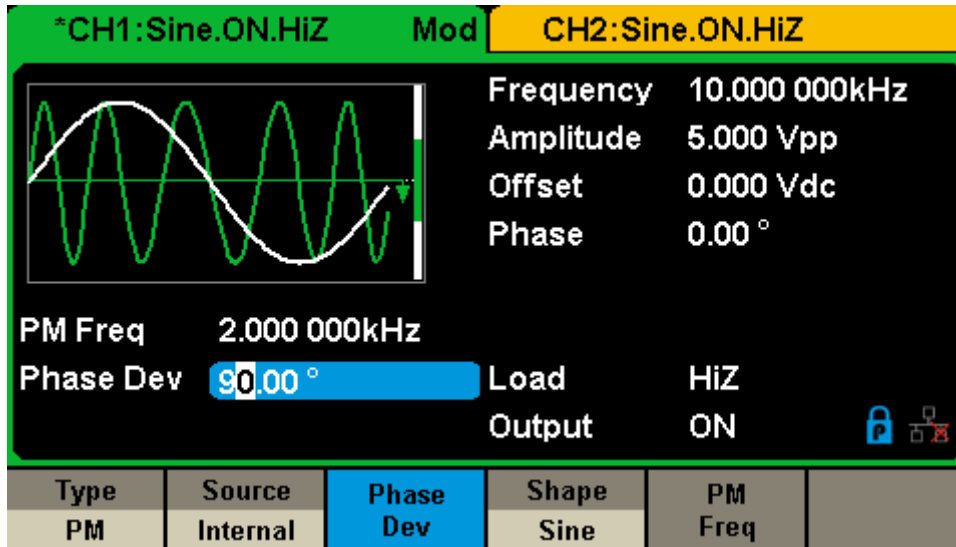 *CH1:Sine.ON.HiZ Mod CH2:Sine.ON.HiZ
Frequency 10.000 000kHz
Amplitude 5.000 Vpp
Offset 0.000 Vdc
Phase 0.00 °
PM Freq 2.000 000kHz
Phase Dev 90.00 °
Load HiZ
Output ON
P
Type Source Phase Dev Shape PM Freq
PM Internal Sine